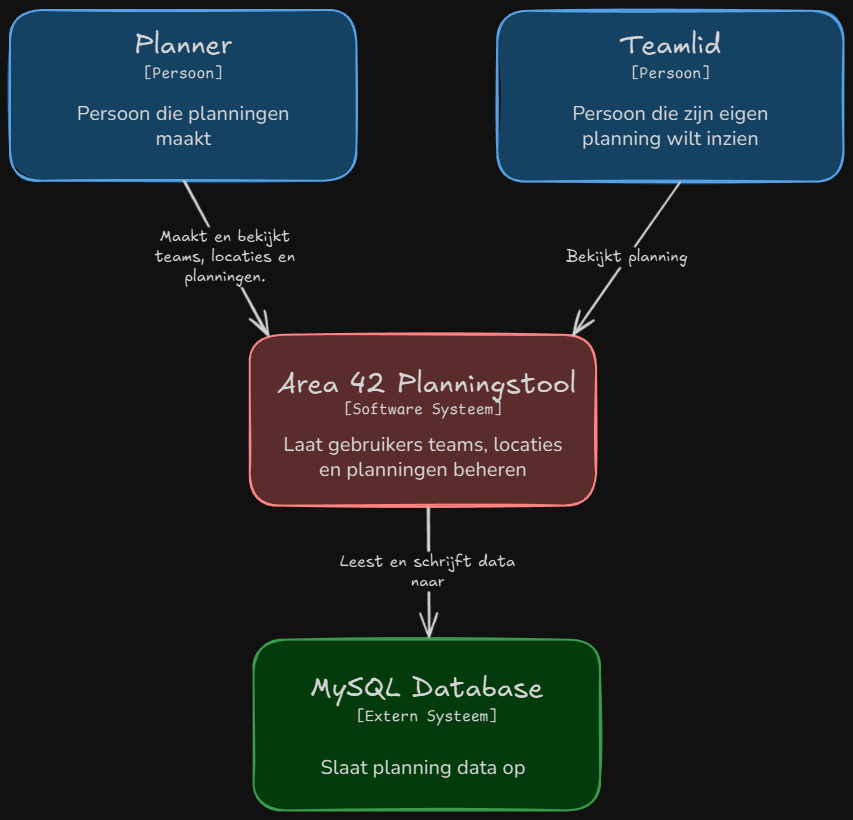 Planner
[Persoon]
Persoon die planningen
maakt
Teamlid
[Persoon]
Persoon die zijn eigen
planning wilt inzien
Maakt en bekijkt
teams, locaties en
planningen.
Bekijkt planning
Area 42 Planningstool
[Software Systeem]
Laat gebruikers teams, locaties
en planningen beheren
Leest en schrijft data
naar
MySQL Database
[Extern Systeem]
Slaat planning data op